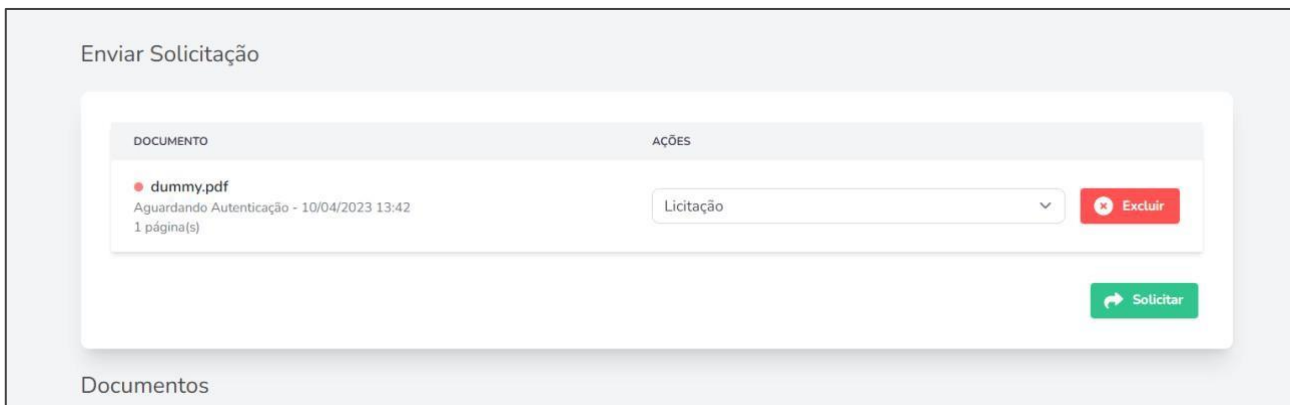 Enviar Solicitação
DOCUMENTO AÇÕES
dummy.pdf
Aguardando Autenticação - 10/04/2023 13:42
1 página(s)
Licitação
Excluir
Solicitar
Documentos